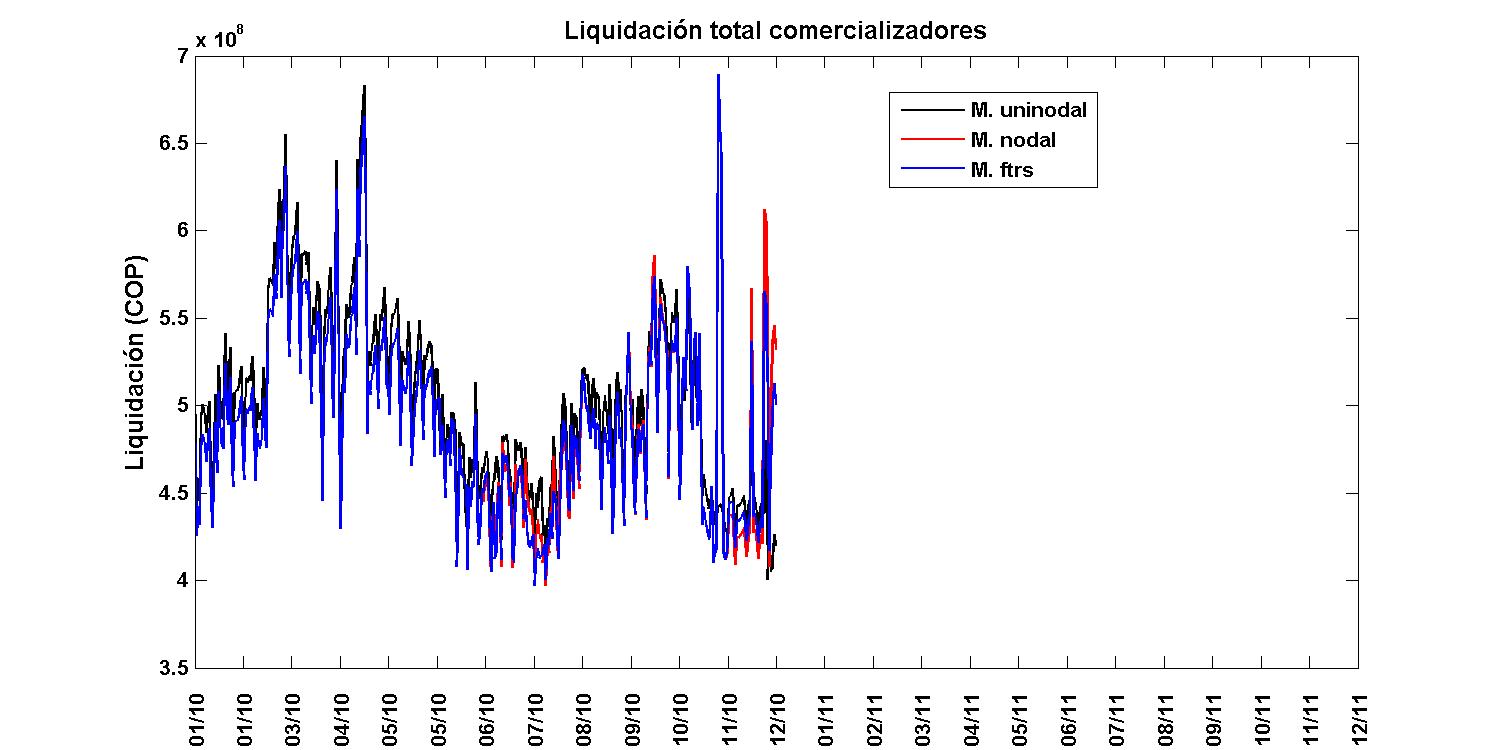 Liquidación total comercializadores
x 10^8
7
6.5
6
5.5
5
4.5
4
3.5
Liquidación (COP)
M. uninodal
M. nodal
M. ftrs
01/10 01/10 03/10 04/10 05/10 05/10 06/10 07/10 08/10 09/10 10/10 11/10 12/10 01/11 02/11 03/11 04/11 05/11 06/11 07/11 08/11 09/11 10/11 11/11 12/11